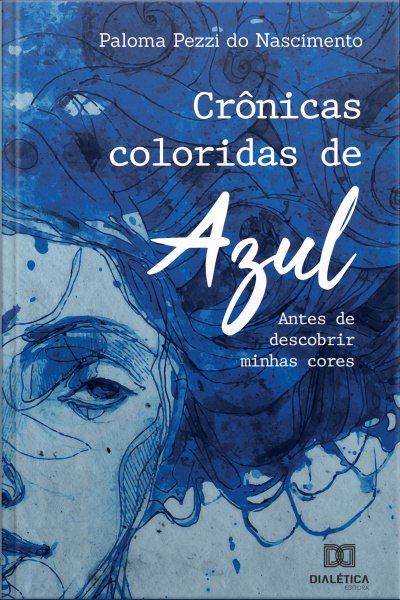 Paloma Pezzi do Nascimento
Crônicas
coloridas de
Azul
Antes de
descobrir
minhas cores
DIALÉTICA
EDITORA